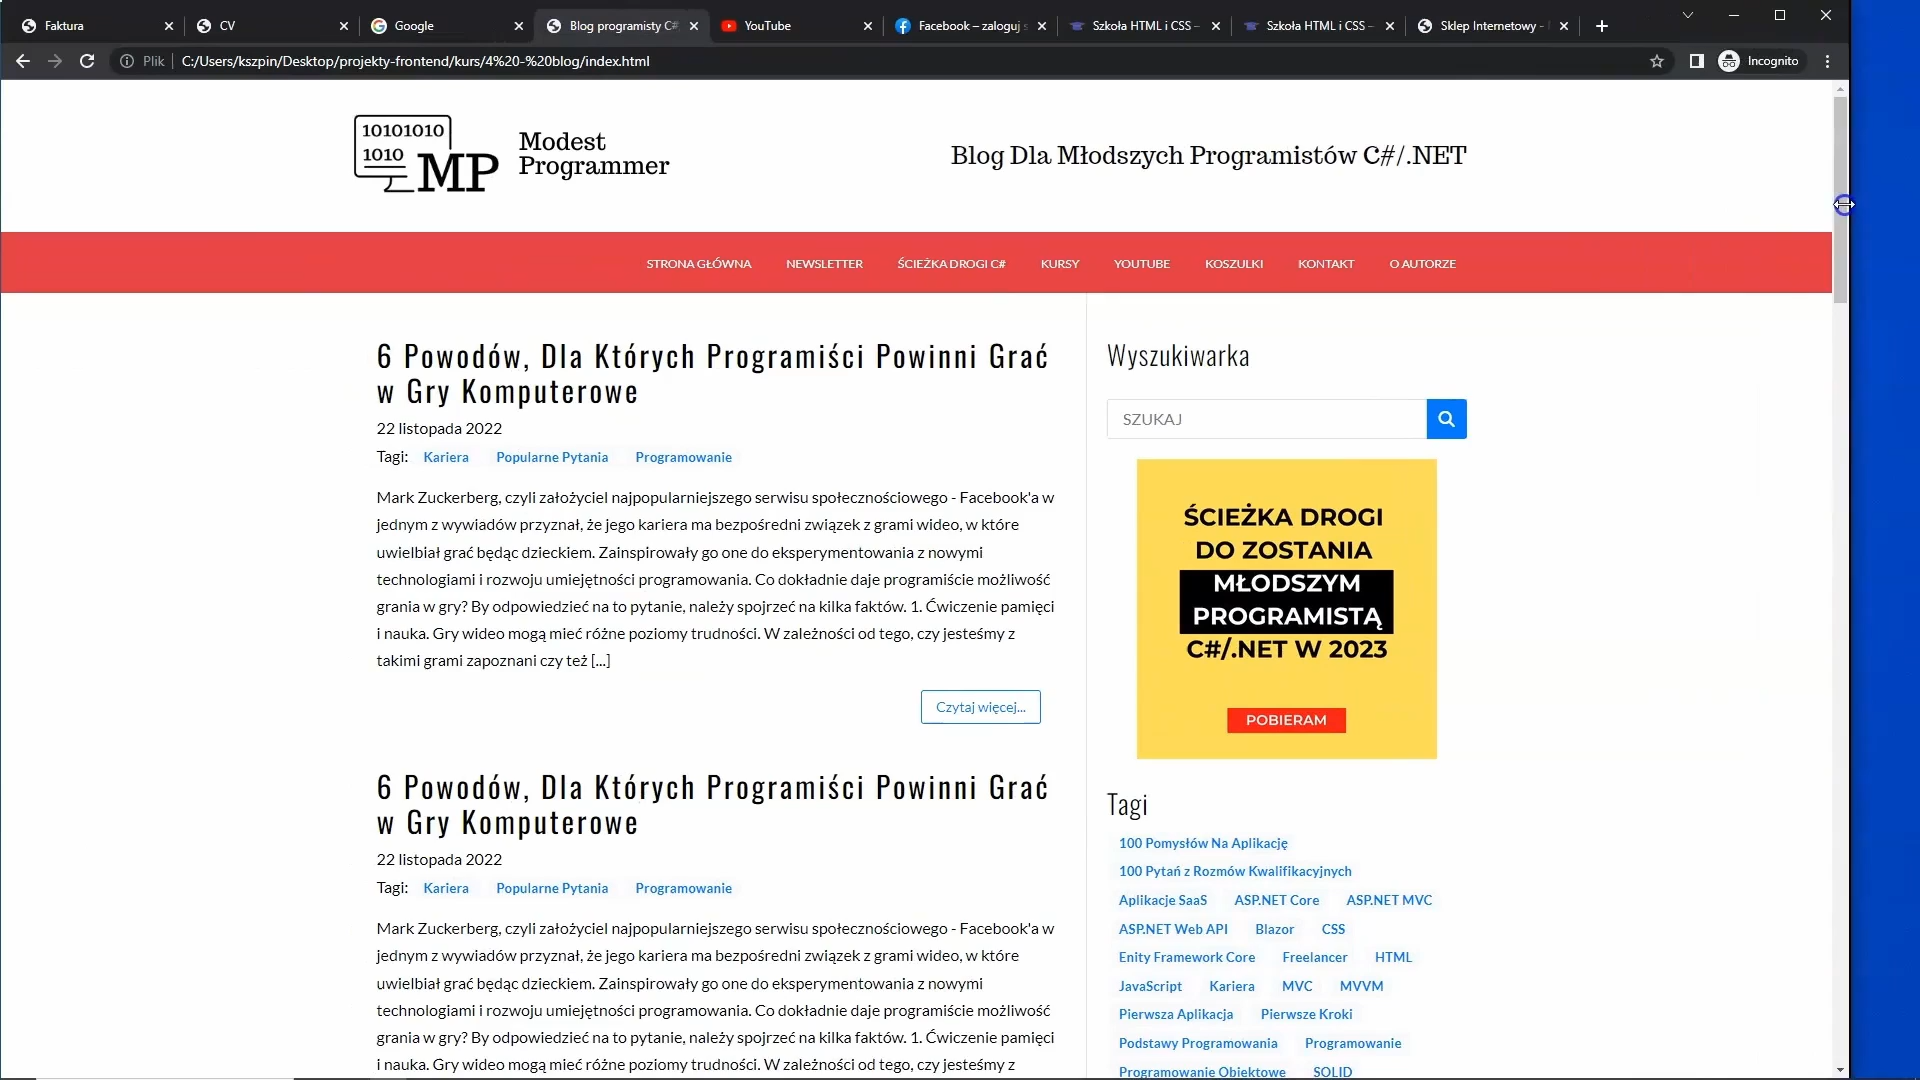 Faktura
CV
Google
Blog programisty C#
YouTube
Facebook – zaloguj s
Szkoła HTML i CSS –
Szkoła HTML i CSS –
Sklep Internetowy -
Plik
C:/Users/kszpin/Desktop/projekty-frontend/kurs/4%20-%20blog/index.html
Incognito
10101010
1010
MP
Modest
Programmer
Blog Dla Młodszych Programistów C#/.NET
STRONA GŁÓWNA
NEWSLETTER
ŚCIEŻKA DROGI C#
KURSY
YOUTUBE
KOSZULKI
KONTAKT
O AUTORZE
6 Powodów, Dla Których Programiści Powinni Grać
w Gry Komputerowe
22 listopada 2022
Tagi: Kariera Popularne Pytania Programowanie
Mark Zuckerberg, czyli założyciel najpopularniejszego serwisu społecznościowego - Facebook'a w
jednym z wywiadów przyznał, że jego kariera ma bezpośredni związek z grami wideo, w które
uwielbiał grać będąc dzieckiem. Zainspirowały go one do eksperymentowania z nowymi
technologiami i rozwoju umiejętności programowania. Co dokładnie daje programiście możliwość
grania w gry? By odpowiedzieć na to pytanie, należy spojrzeć na kilka faktów. 1. Ćwiczenie pamięci
i nauka. Gry wideo mogą mieć różne poziomy trudności. W zależności od tego, czy jesteśmy z
takimi grami zapoznani czy też [...]
Czytaj więcej...
6 Powodów, Dla Których Programiści Powinni Grać
w Gry Komputerowe
22 listopada 2022
Tagi: Kariera Popularne Pytania Programowanie
Mark Zuckerberg, czyli założyciel najpopularniejszego serwisu społecznościowego - Facebook'a w
jednym z wywiadów przyznał, że jego kariera ma bezpośredni związek z grami wideo, w które
uwielbiał grać będąc dzieckiem. Zainspirowały go one do eksperymentowania z nowymi
technologiami i rozwoju umiejętności programowania. Co dokładnie daje programiście możliwość
grania w gry? By odpowiedzieć na to pytanie, należy spojrzeć na kilka faktów. 1. Ćwiczenie pamięci
i nauka. Gry wideo mogą mieć różne poziomy trudności. W zależności od tego, czy jesteśmy z
Wyszukiwarka
SZUKAJ
ŚCIEŻKA DROGI
DO ZOSTANIA
MŁODSZYM
PROGRAMISTĄ
C#/.NET W 2023
POBIERAM
Tagi
100 Pomysłów Na Aplikację
100 Pytań z Rozmów Kwalifikacyjnych
Aplikacje SaaS ASP.NET Core ASP.NET MVC
ASP.NET Web API Blazor CSS
Enity Framework Core Freelancer HTML
JavaScript Kariera MVC MVVM
Pierwsza Aplikacja Pierwsze Kroki
Podstawy Programowania Programowanie
Programowanie Obiektowe SOLID